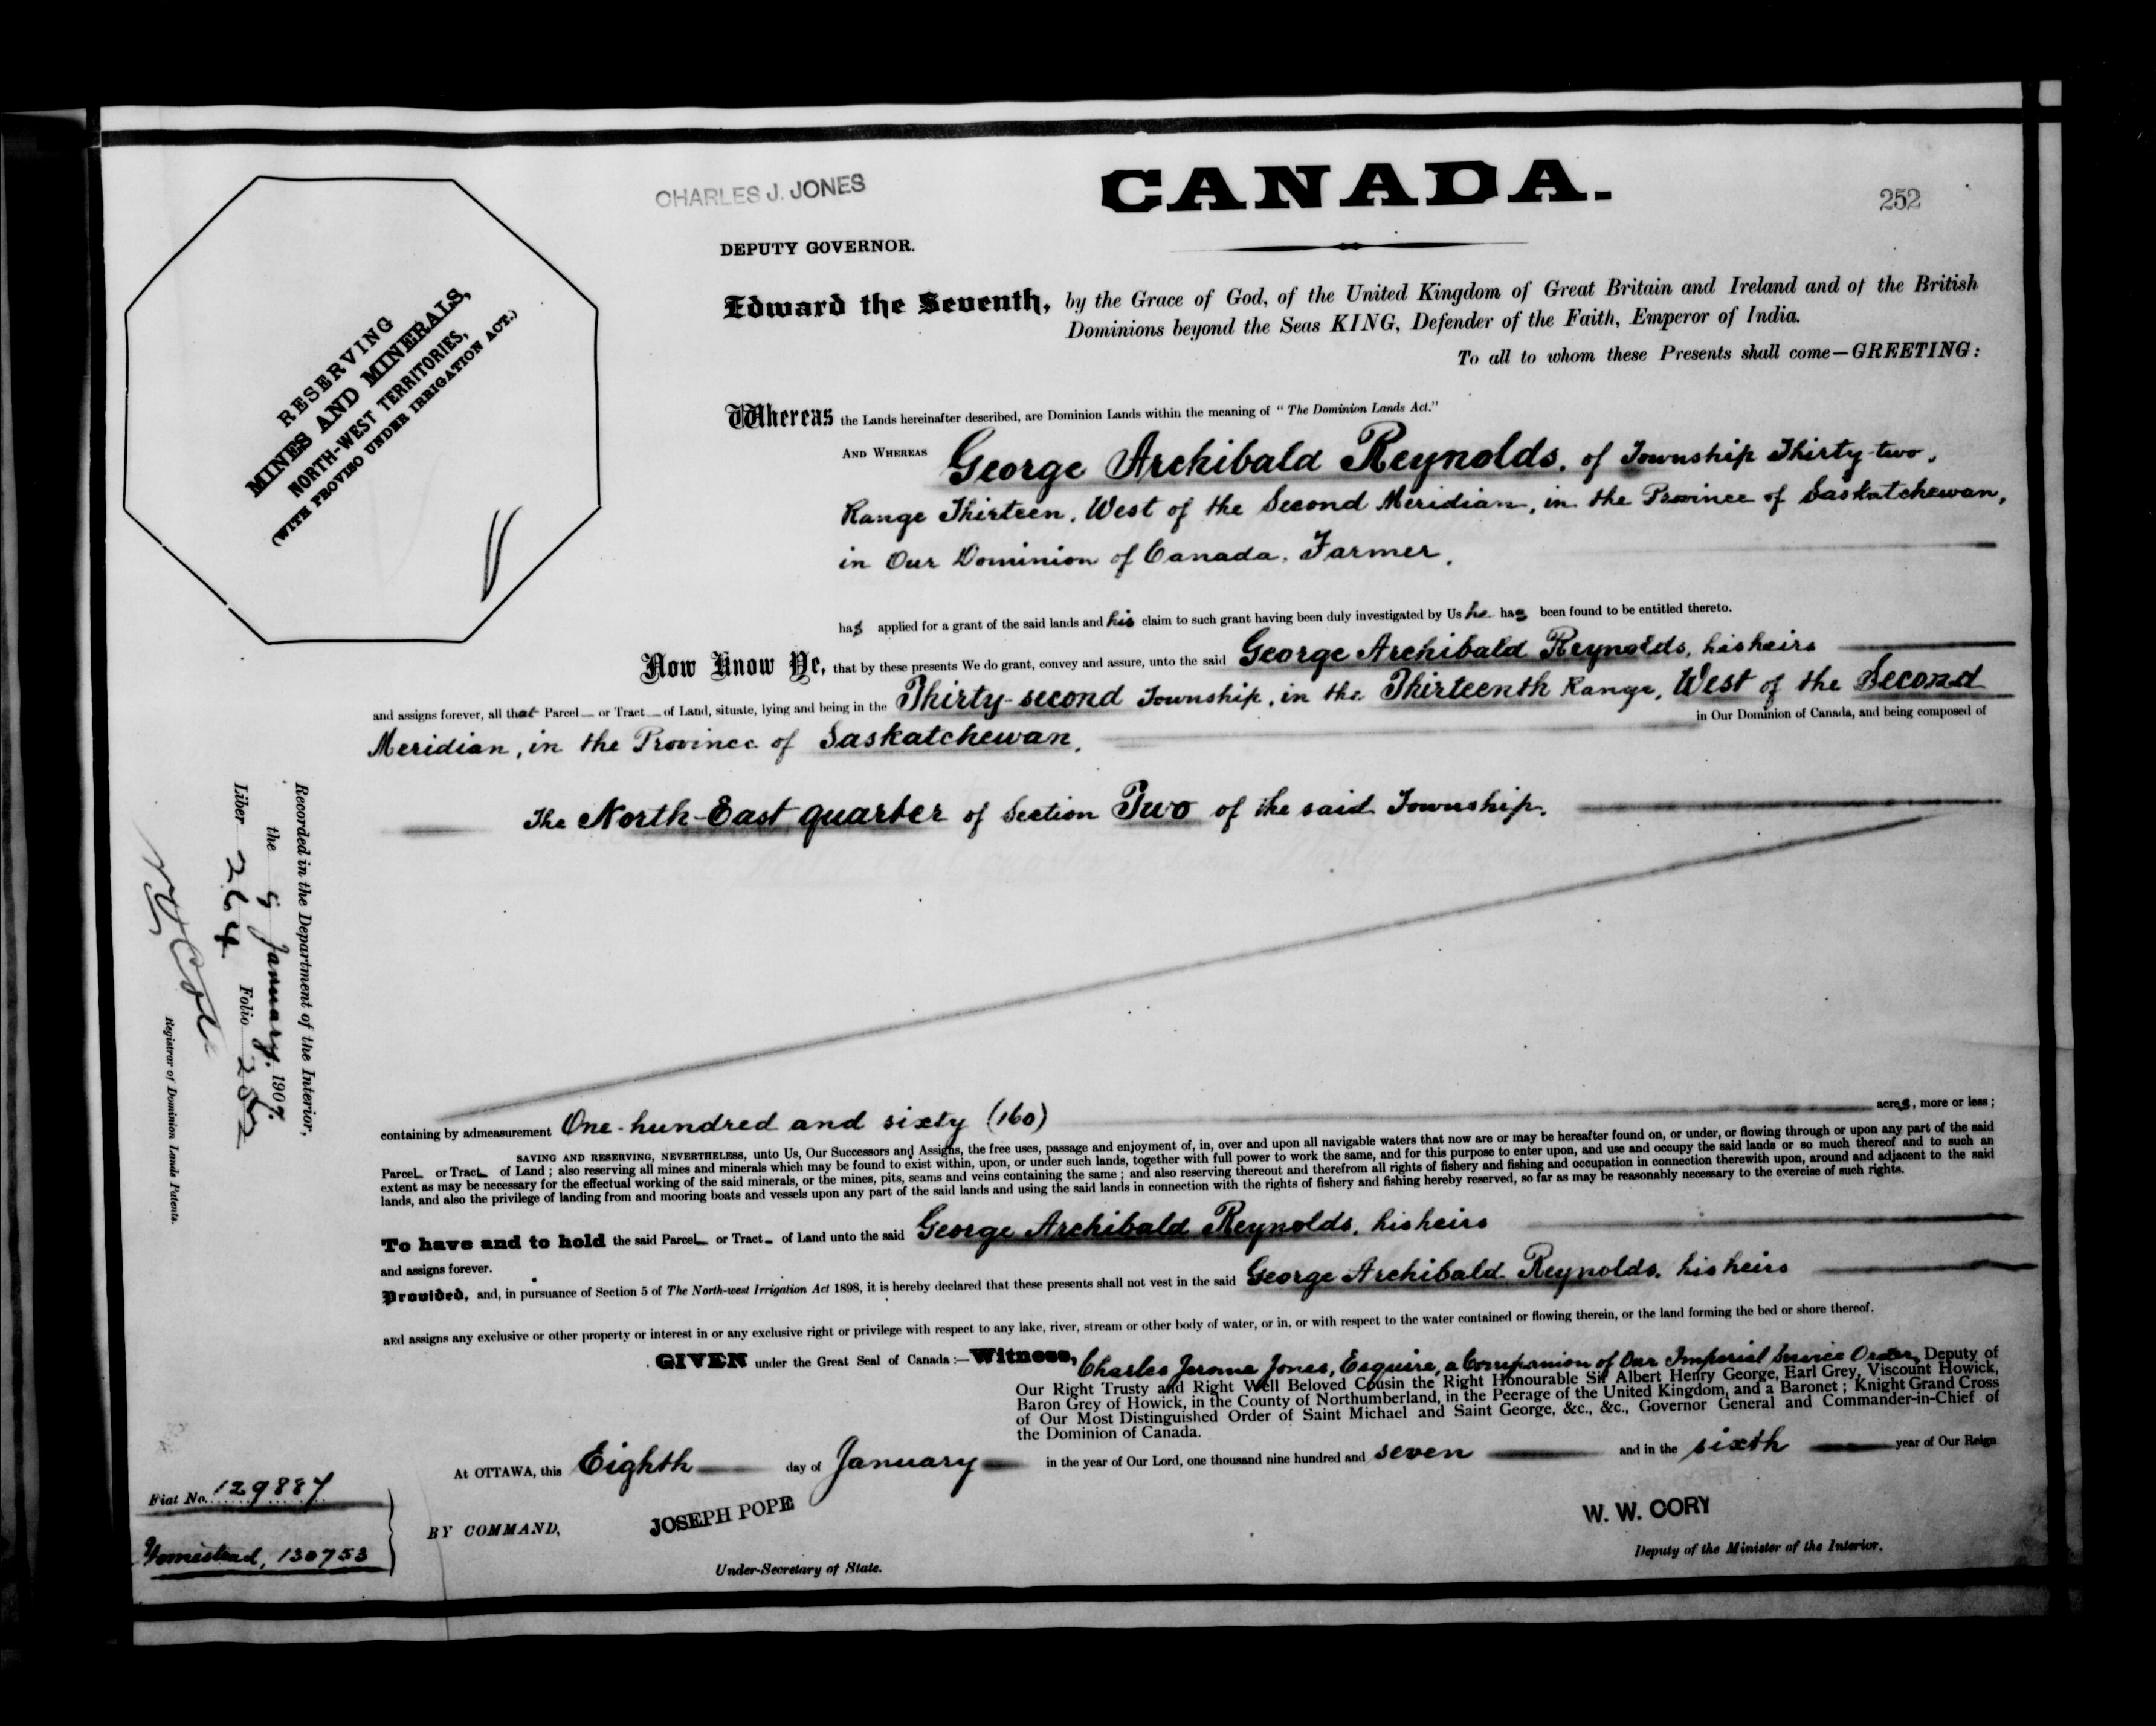 CHARLES J. JONES
CANADA.
252
DEPUTY GOVERNOR.
RESERVING
MINES AND MINERALS,
NORTH-WEST TERRITORIES,
(WITH PROVISO UNDER IRRIGATION ACT.)
Edward the Seventh, by the Grace of God, of the United Kingdom of Great Britain and Ireland and of the British
Dominions beyond the Seas KING, Defender of the Faith, Emperor of India.
To all to whom these Presents shall come—GREETING:
Whereas the Lands hereinafter described, are Dominion Lands within the meaning of "The Dominion Lands Act."
AND WHEREAS George Archibald Reynolds, of Township Thirty-two,
Range Thirteen, West of the Second Meridian, in the Province of Saskatchewan,
in Our Dominion of Canada, Farmer,
has applied for a grant of the said lands and his claim to such grant having been duly investigated by Us he has been found to be entitled thereto.
Now Know Ye, that by these presents We do grant, convey and assure, unto the said George Archibald Reynolds, his heirs
and assigns forever, all that Parcel or Tract of Land, situate, lying and being in the Thirty-second Township, in the Thirteenth Range, West of the Second
Meridian, in the Province of Saskatchewan, in Our Dominion of Canada, and being composed of
The North-East quarter of Section Two of the said Township.
Recorded in the Department of the Interior,
the 9 January, 1907.
Liber 264 Folio 252
Registrar of Dominion Lands Patents.
containing by admeasurement One-hundred and sixty (160) acres, more or less;
SAVING AND RESERVING, NEVERTHELESS, unto Us, Our Successors and Assigns, the free uses, passage and enjoyment of, in, over and upon all navigable waters that now are or may be hereafter found on, or under, or flowing through or upon any part of the said
Parcel or Tract of Land; also reserving all mines and minerals which may be found to exist within, upon, or under such lands, together with full power to work the same, and for this purpose to enter upon, and use and occupy the said lands or so much thereof and to such an
extent as may be necessary for the effectual working of the said minerals, or the mines, pits, seams and veins containing the same; and also reserving thereout and therefrom all rights of fishery and fishing and occupation in connection therewith upon, around and adjacent to the said
lands, and also the privilege of landing from and mooring boats and vessels upon any part of the said lands and using the said lands in connection with the rights of fishery and fishing hereby reserved, so far as may be reasonably necessary to the exercise of such rights.
To have and to hold the said Parcel or Tract of Land unto the said George Archibald Reynolds, his heirs
and assigns forever.
Provided, and, in pursuance of Section 5 of The North-west Irrigation Act 1898, it is hereby declared that these presents shall not vest in the said George Archibald Reynolds, his heirs
and assigns any exclusive or other property or interest in or any exclusive right or privilege with respect to any lake, river, stream or other body of water, or in, or with respect to the water contained or flowing therein, or the land forming the bed or shore thereof.
GIVEN under the Great Seal of Canada:—Witness, Charles Jerome Jones, Esquire, a Companion of Our Imperial Service Order, Deputy of
Our Right Trusty and Right Well Beloved Cousin the Right Honourable Sir Albert Henry George, Earl Grey, Viscount Howick,
Baron Grey of Howick, in the County of Northumberland, in the Peerage of the United Kingdom, and a Baronet; Knight Grand Cross
of Our Most Distinguished Order of Saint Michael and Saint George, &c., &c., Governor General and Commander-in-Chief of
the Dominion of Canada.
At OTTAWA, this Eighth day of January in the year of Our Lord, one thousand nine hundred and seven and in the sixth year of Our Reign
Fiat No. 129887
Homestead, 130753
BY COMMAND,
JOSEPH POPE
Under-Secretary of State.
W. W. CORY
Deputy of the Minister of the Interior.